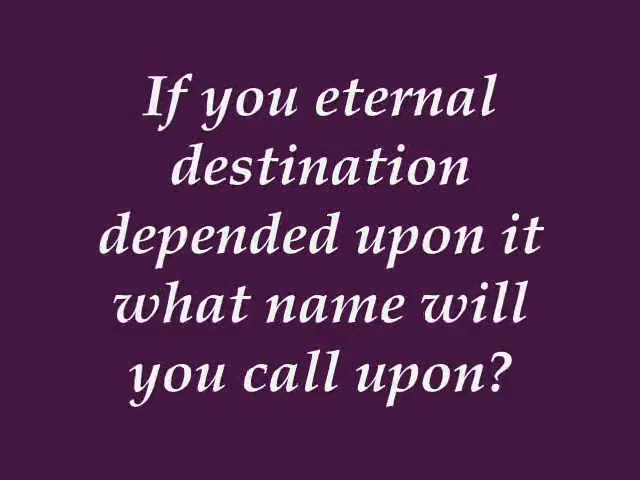 If you eternal
destination
depended upon it
what name will
you call upon?